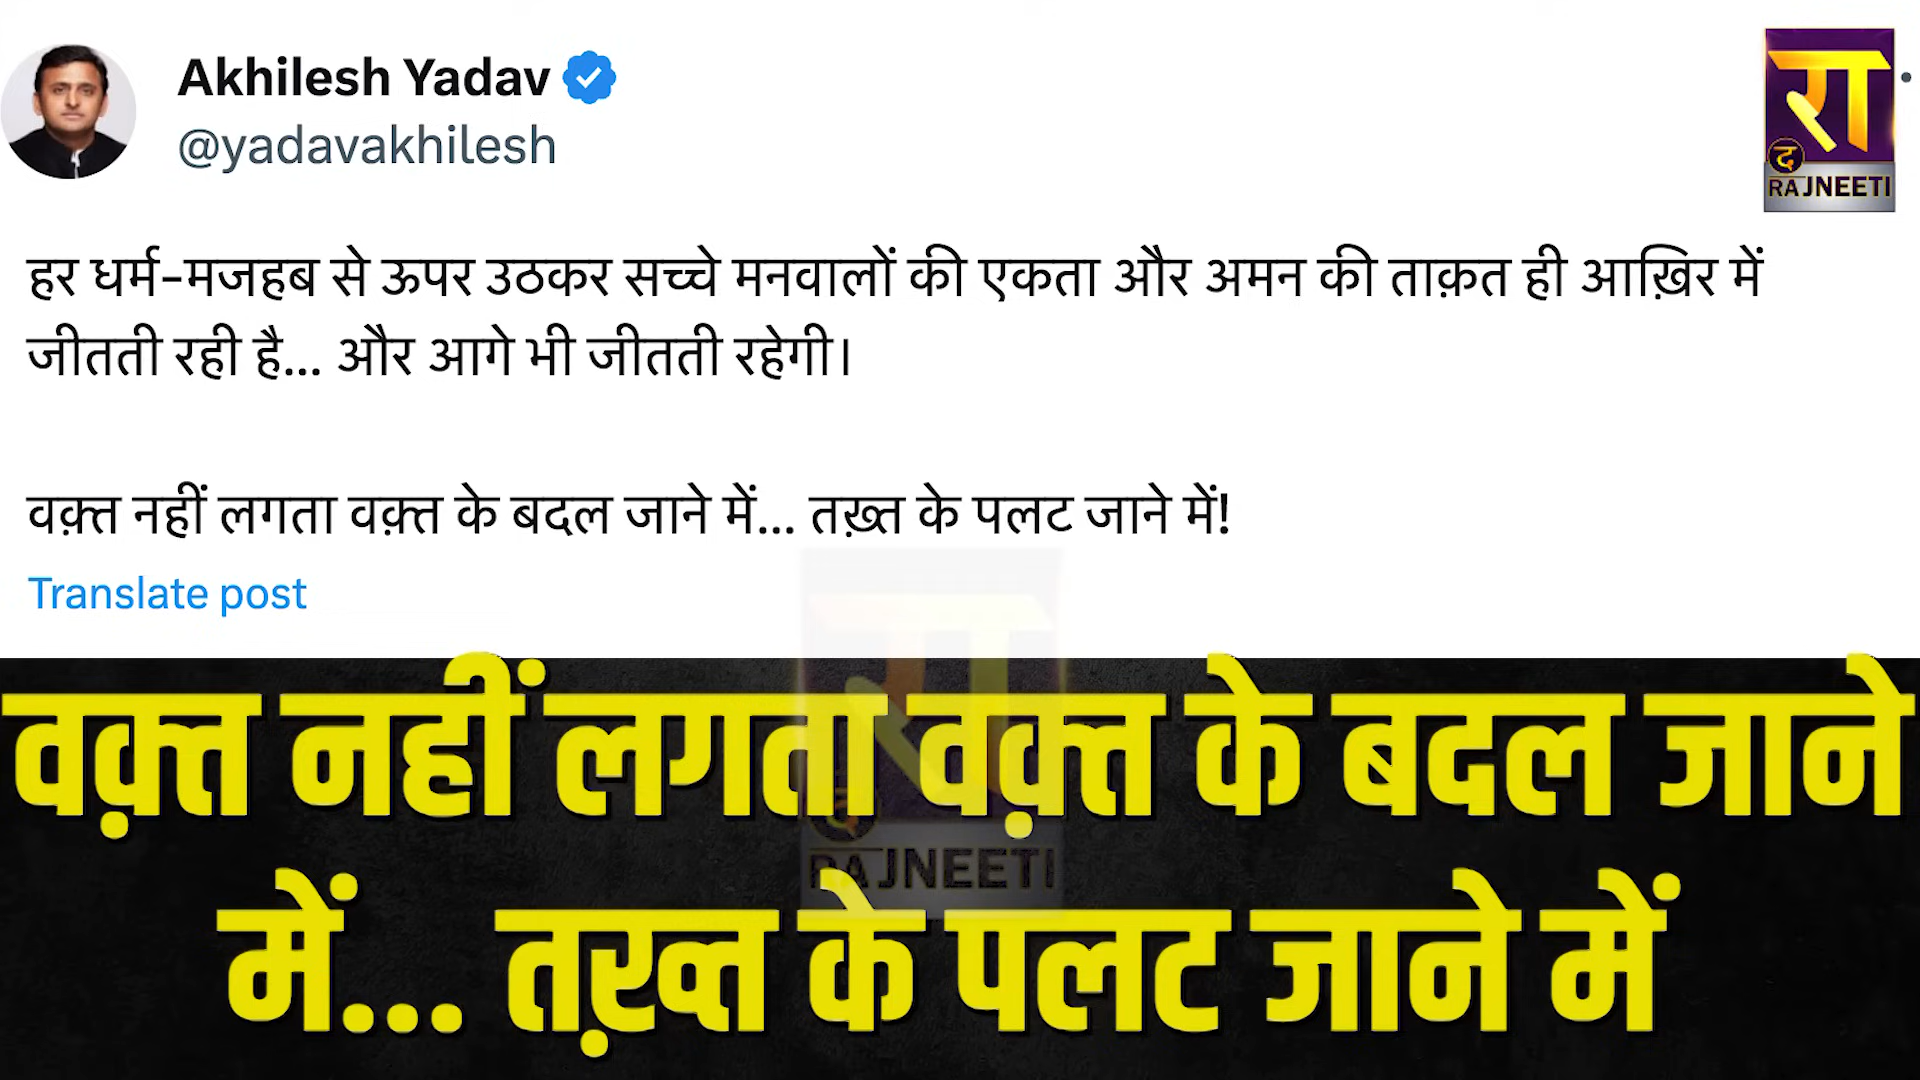 Akhilesh Yadav
@yadavakhilesh
रा
द
RAJNEETI
हर धर्म-मजहब से ऊपर उठकर सच्चे मनवालों की एकता और अमन की ताक़त ही आख़िर में
जीतती रही है... और आगे भी जीतती रहेगी।
वक़्त नहीं लगता वक़्त के बदल जाने में... तख़्त के पलट जाने में!
Translate post
वक़्त नहीं लगता वक़्त के बदल जाने
में... तख़्त के पलट जाने में
रा
द
RAJNEETI